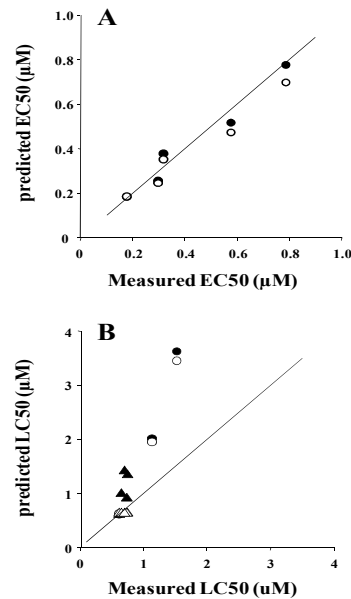 A
1.0
0.8
0.6
0.4
0.2
0
predicted EC50 (µM)
0 0.2 0.4 0.6 0.8 1.0
Measured EC50 (µM)
B
4
3
2
1
0
predicted LC50 (µM)
0 1 2 3 4
Measured LC50 (uM)